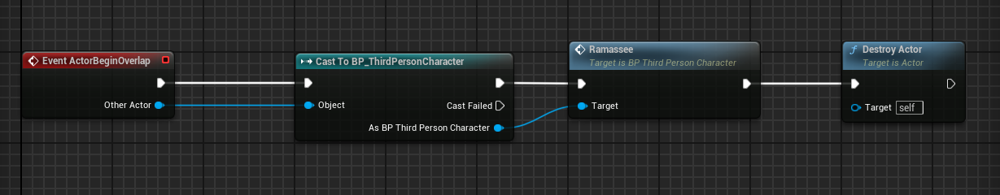 Event ActorBeginOverlap
Other Actor
Cast To BP_ThirdPersonCharacter
Object
Cast Failed
As BP Third Person Character
Ramassee
Target is BP Third Person Character
Target
f Destroy Actor
Target is Actor
Target self